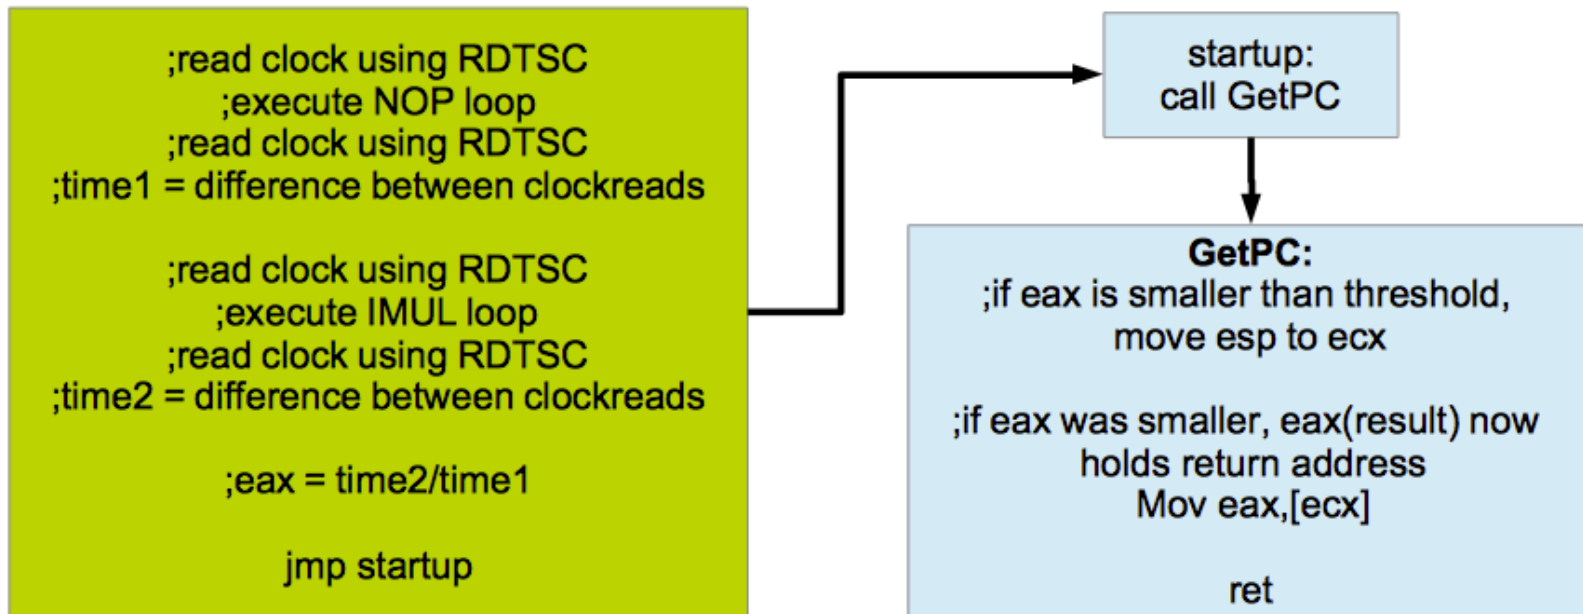 ;read clock using RDTSC
;execute NOP loop
;read clock using RDTSC
;time1 = difference between clockreads
;read clock using RDTSC
;execute IMUL loop
;read clock using RDTSC
;time2 = difference between clockreads
;eax = time2/time1
jmp startup
startup:
call GetPC
GetPC:
;if eax is smaller than threshold,
move esp to ecx
;if eax was smaller, eax(result) now
holds return address
Mov eax,[ecx]
ret